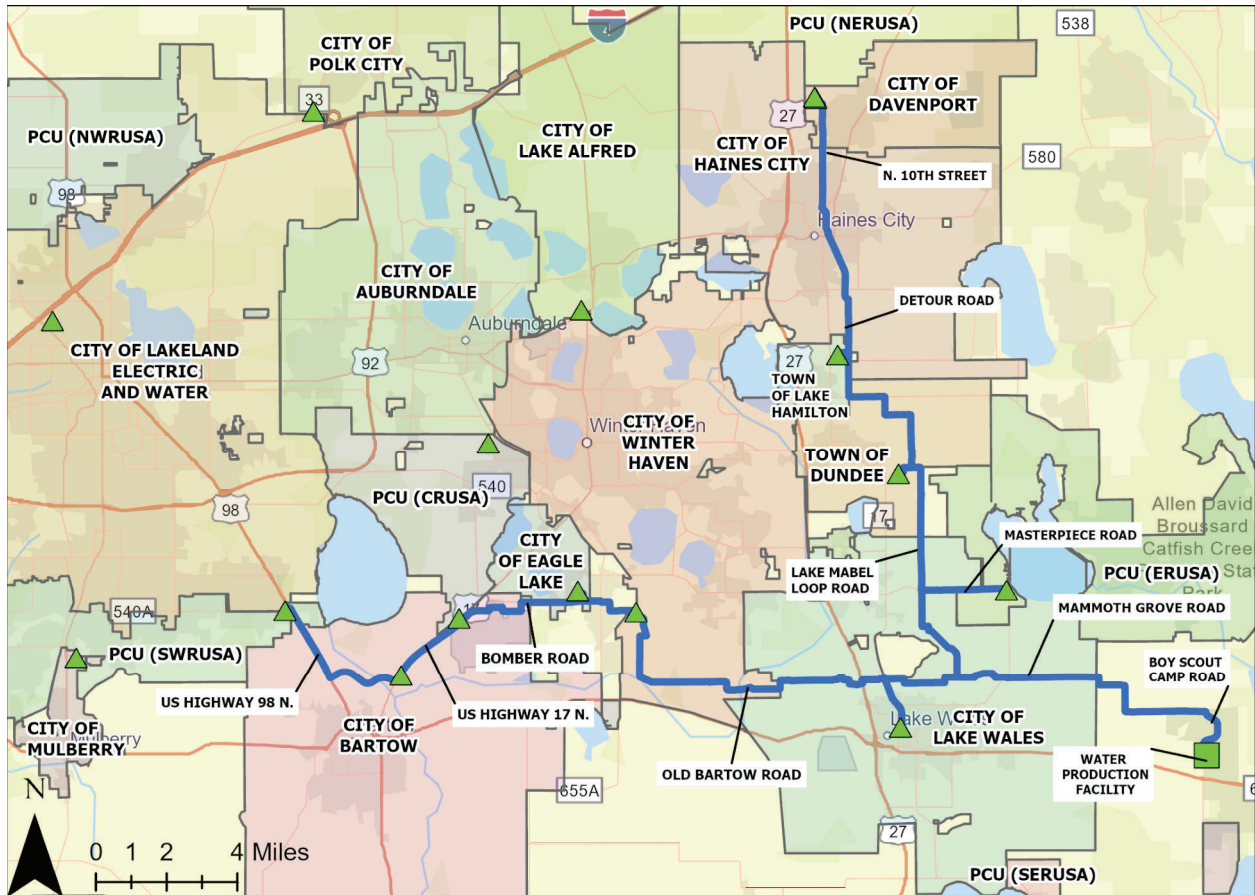 PCU (NERUSA)
538
4
CITY OF
POLK CITY
33
CITY OF
DAVENPORT
27
PCU (NWRUSA)
98
CITY OF
LAKE ALFRED
CITY OF
HAINES CITY
580
N. 10TH STREET
Haines City
CITY OF
AUBURNDALE
DETOUR ROAD
Auburndale
CITY OF LAKELAND
ELECTRIC
AND WATER
92
27
TOWN
OF LAKE
HAMILTON
CITY OF
WINTER
HAVEN
Winter Haven
TOWN OF
DUNDEE
540
PCU (CRUSA)
98
17
Allen David
Broussard
Catfish Cree
Stat
Park
MASTERPIECE ROAD
CITY
OF EAGLE
LAKE
LAKE MABEL
LOOP ROAD
PCU (ERUSA)
540A
17
MAMMOTH GROVE ROAD
PCU (SWRUSA)
BOMBER ROAD
BOY SCOUT
CAMP ROAD
US HIGHWAY 98 N.
US HIGHWAY 17 N.
CITY OF
MULBERRY
Mulberry
CITY OF
BARTOW
Lake W
CITY OF
LAKE WALES
OLD BARTOW ROAD
WATER
PRODUCTION
FACILITY
655A
6
N
27
0 1 2 4 Miles
PCU (SERUSA)